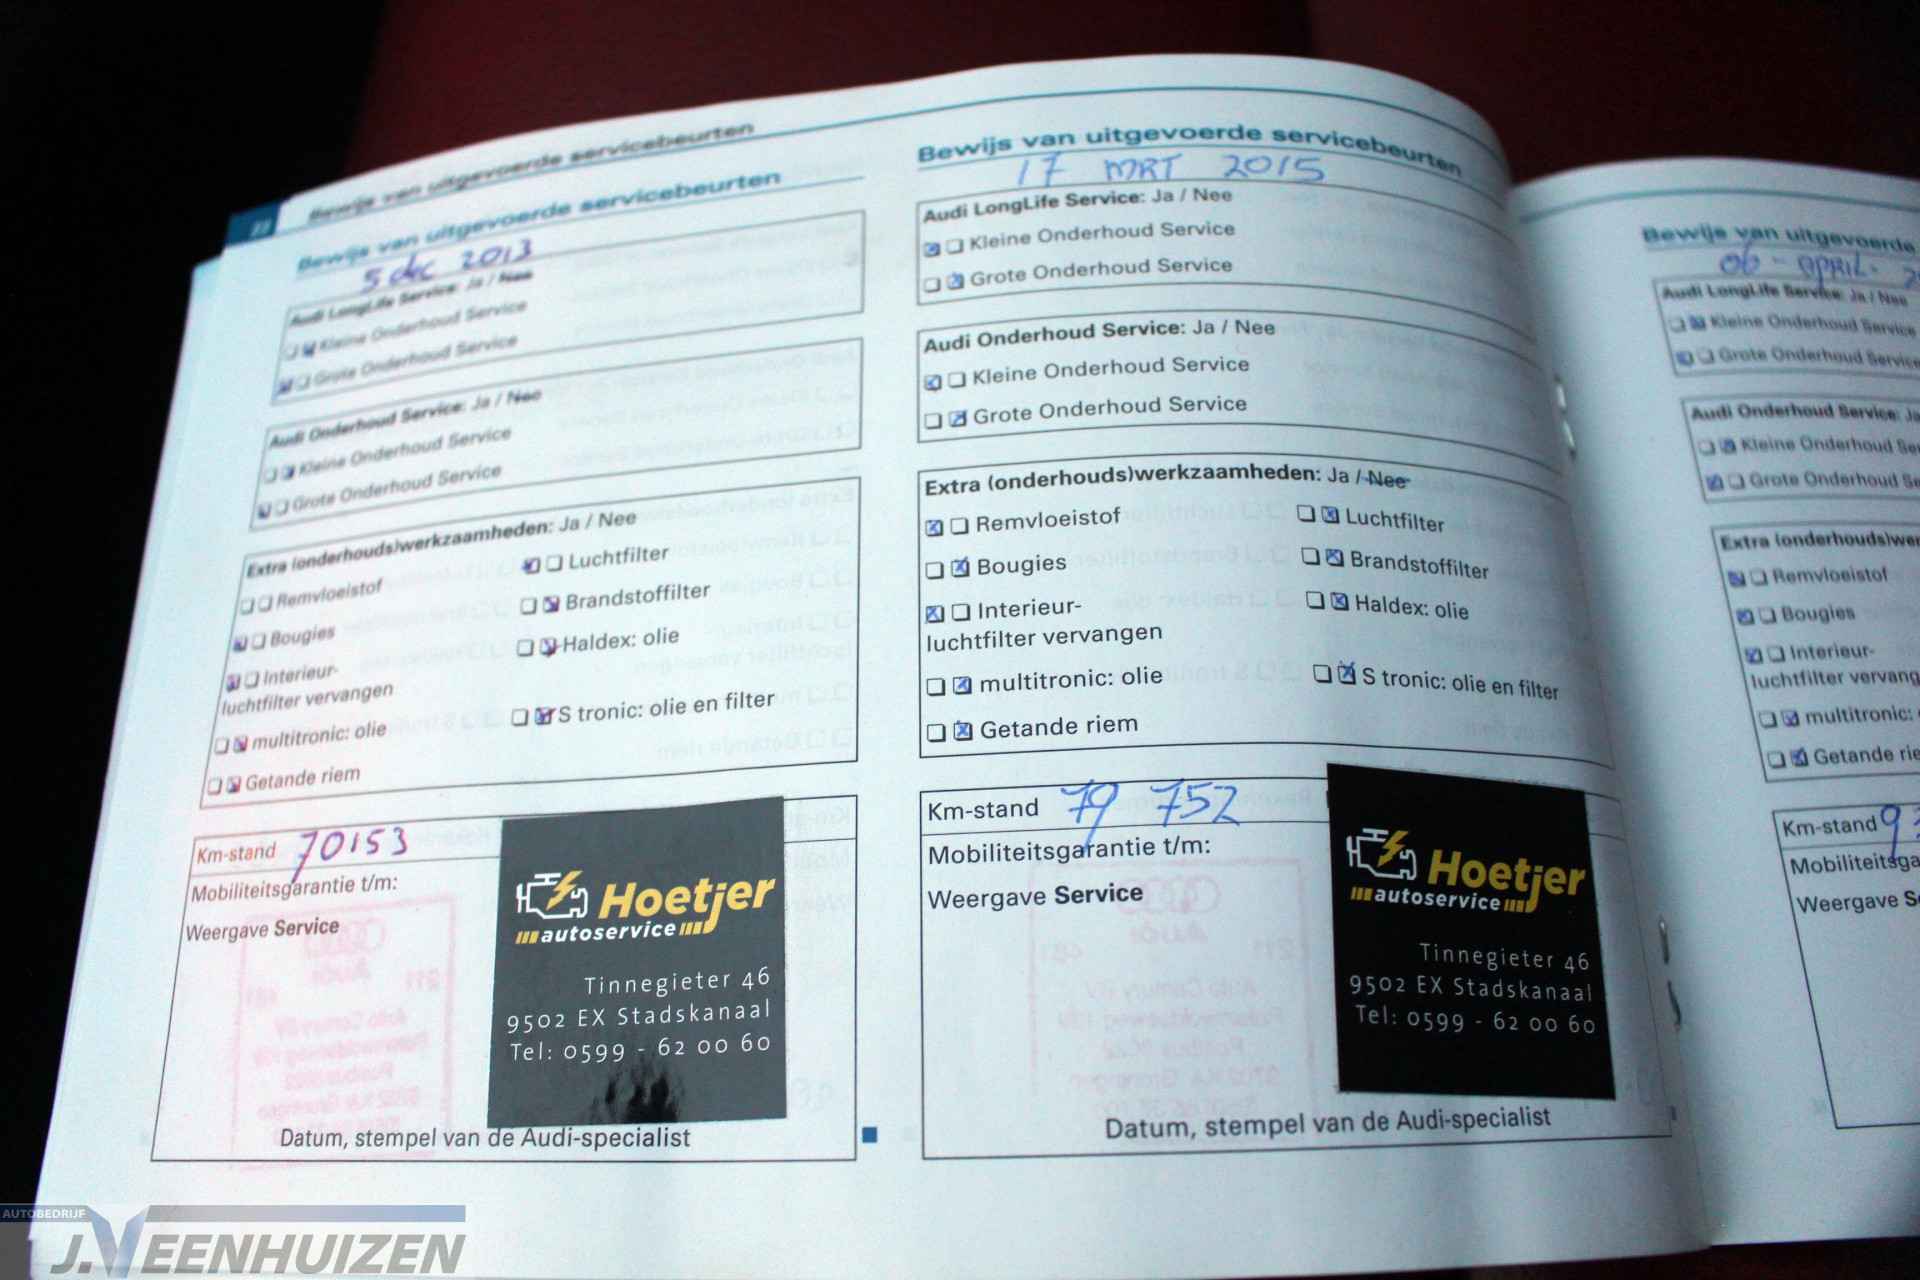 23 Bewijs van uitgevoerde servicebeurten
Bewijs van uitgevoerde servicebeurten
5 dec 2013
Audi LongLife Service: Ja / Nee
Kleine Onderhoud Service
Grote Onderhoud Service
Audi Onderhoud Service: Ja / Nee
Kleine Onderhoud Service
Grote Onderhoud Service
Extra (onderhouds)werkzaamheden: Ja / Nee
Remvloeistof
Bougies
Interieur-
luchtfilter vervangen
multitronic: olie
Getande riem
Luchtfilter
Brandstoffilter
Haldex: olie
S tronic: olie en filter
Km-stand 70153
Mobiliteitsgarantie t/m:
Weergave Service
Hoetjer
autoservice
Tinnegieter 46
9502 EX Stadskanaal
Tel: 0599 - 62 00 60
Datum, stempel van de Audi-specialist
Bewijs van uitgevoerde servicebeurten
17 MRT 2015
Audi LongLife Service: Ja / Nee
Kleine Onderhoud Service
Grote Onderhoud Service
Audi Onderhoud Service: Ja / Nee
Kleine Onderhoud Service
Grote Onderhoud Service
Extra (onderhouds)werkzaamheden: Ja / Nee
Remvloeistof
Bougies
Interieur-
luchtfilter vervangen
multitronic: olie
Getande riem
Luchtfilter
Brandstoffilter
Haldex: olie
S tronic: olie en filter
Km-stand 79 752
Mobiliteitsgarantie t/m:
Weergave Service
Hoetjer
autoservice
Tinnegieter 46
9502 EX Stadskanaal
Tel: 0599 - 62 00 60
Datum, stempel van de Audi-specialist
Bewijs van uitgevoerde
06 - APRIL -
Audi LongLife Service: Ja / Nee
Kleine Onderhoud Service
Grote Onderhoud Service
Audi Onderhoud Service: Ja
Kleine Onderhoud Se
Grote Onderhoud Se
Extra (onderhouds)wer
Remvloeistof
Bougies
Interieur-
luchtfilter vervang
multitronic:
Getande rie
Km-stand 93
Mobiliteitsga
Weergave Se
AUTOBEDRIJF
J.VEENHUIZEN